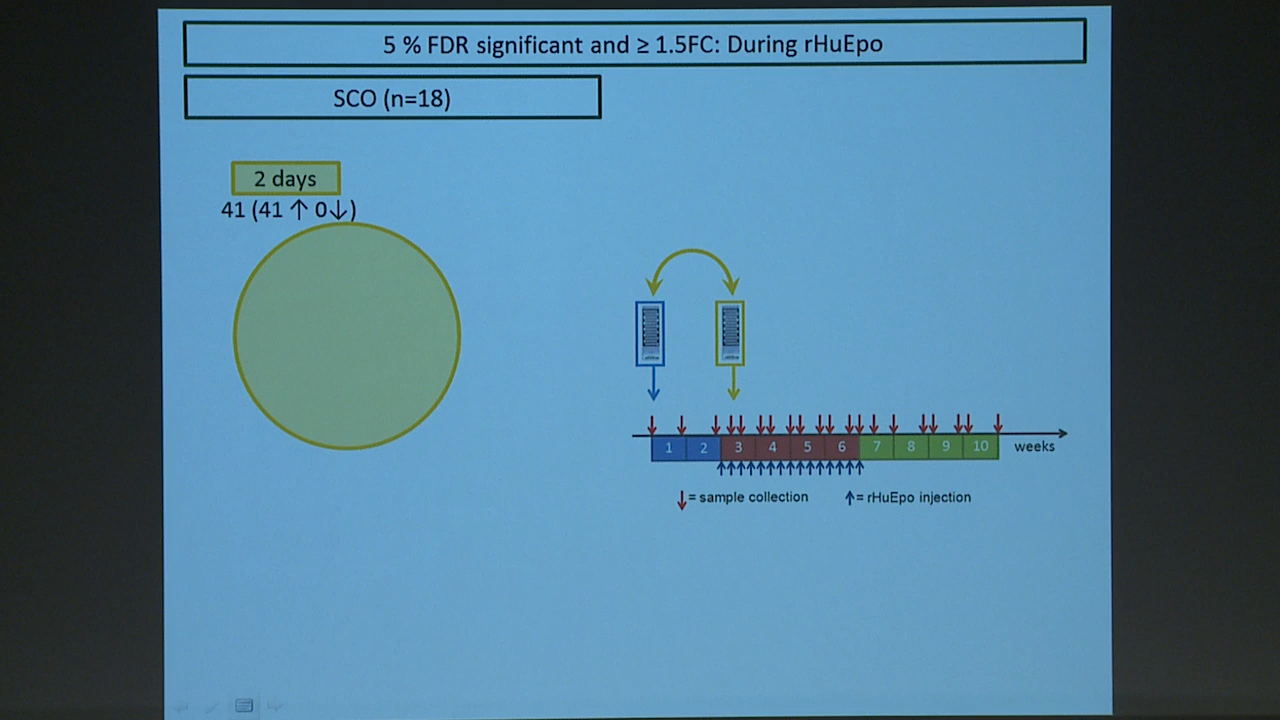 5 % FDR significant and ≥ 1.5FC: During rHuEpo
SCO (n=18)
2 days
41 (41 ↑ 0↓)
1 2 3 4 5 6 7 8 9 10 weeks
↓= sample collection ↑= rHuEpo injection